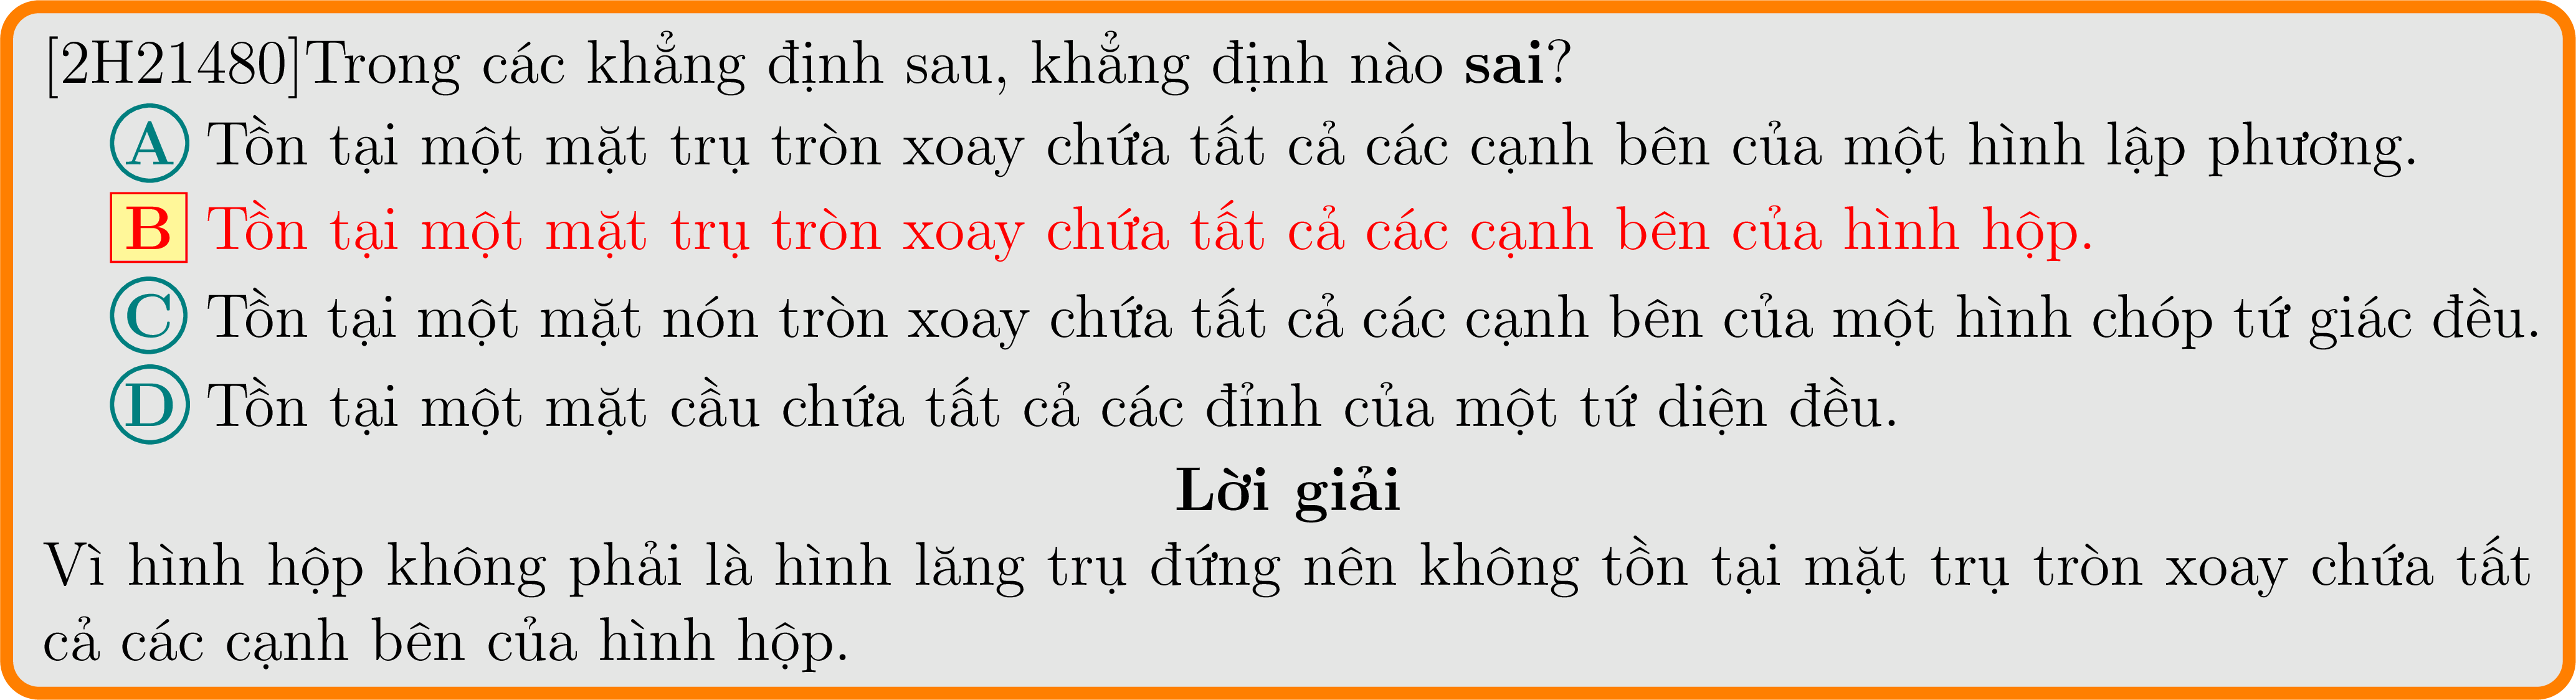 [2H21480]Trong các khẳng định sau, khẳng định nào sai?
A Tồn tại một mặt trụ tròn xoay chứa tất cả các cạnh bên của một hình lập phương.
B Tồn tại một mặt trụ tròn xoay chứa tất cả các cạnh bên của hình hộp.
C Tồn tại một mặt nón tròn xoay chứa tất cả các cạnh bên của một hình chóp tứ giác đều.
D Tồn tại một mặt cầu chứa tất cả các đỉnh của một tứ diện đều.
Lời giải
Vì hình hộp không phải là hình lăng trụ đứng nên không tồn tại mặt trụ tròn xoay chứa tất
cả các cạnh bên của hình hộp.